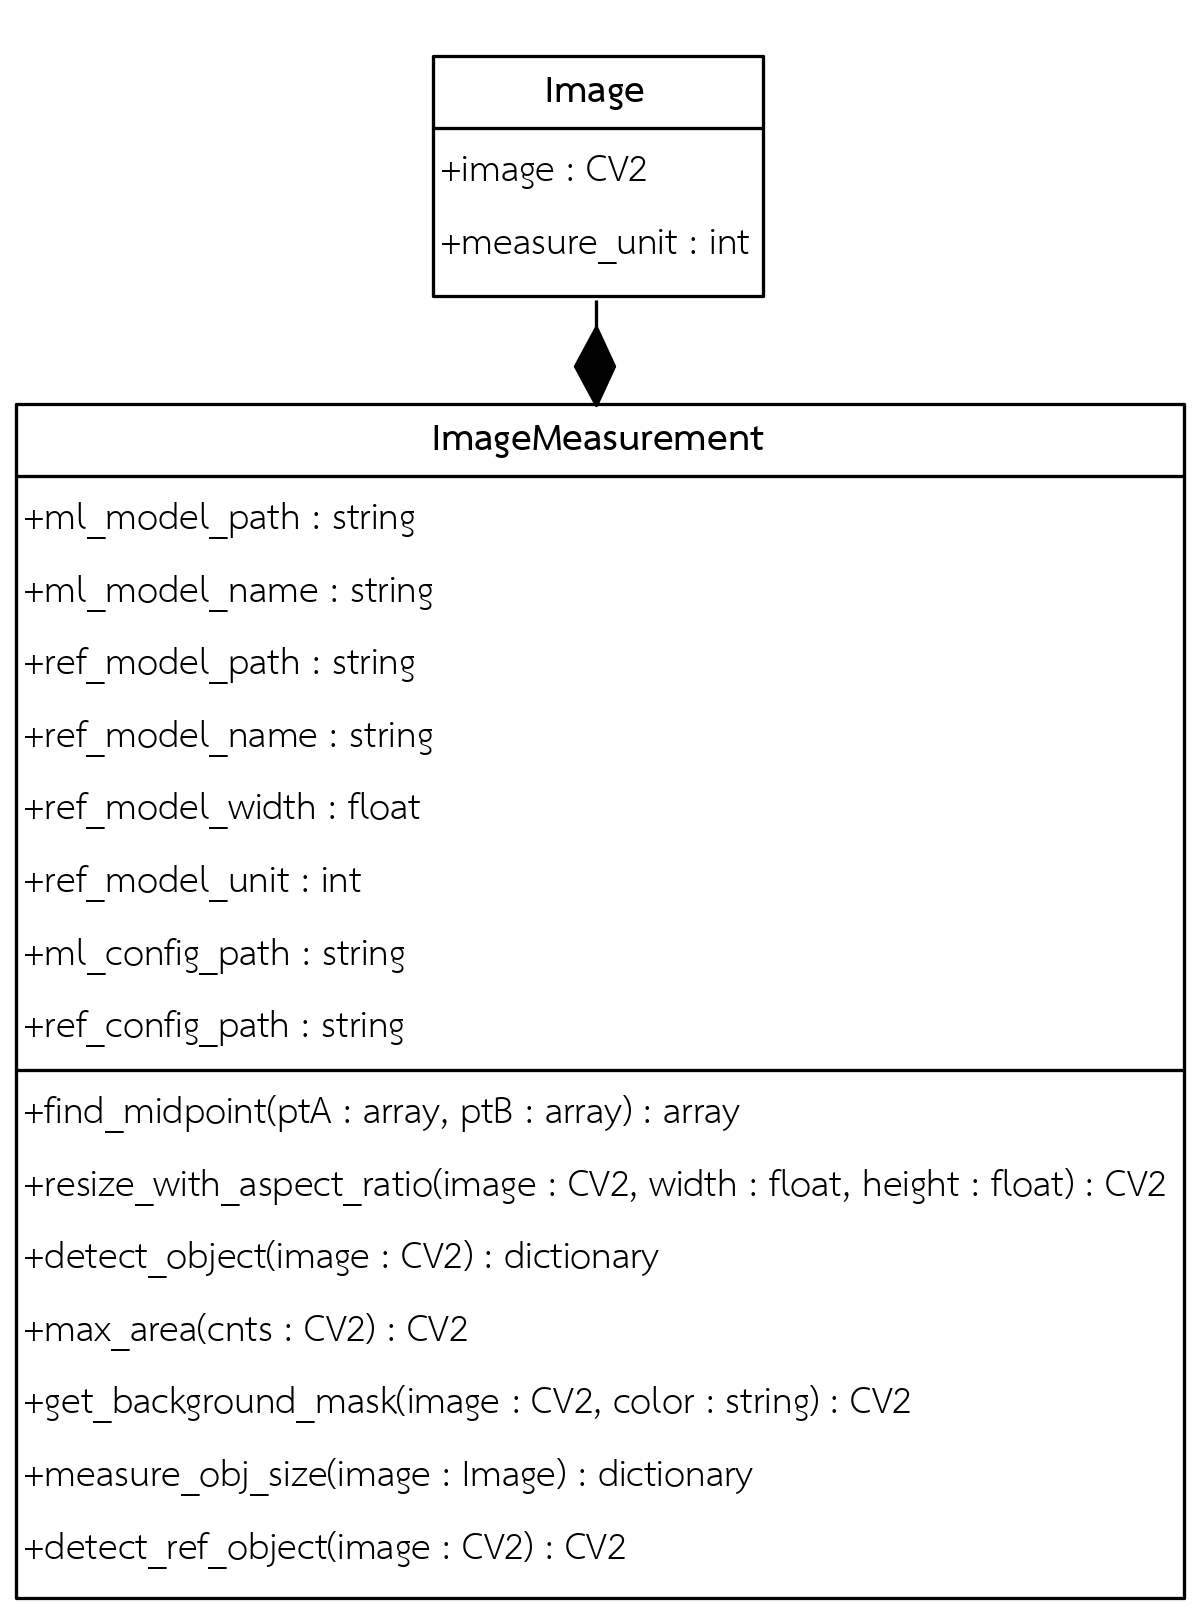 Image
+image : CV2
+measure_unit : int
ImageMeasurement
+ml_model_path : string
+ml_model_name : string
+ref_model_path : string
+ref_model_name : string
+ref_model_width : float
+ref_model_unit : int
+ml_config_path : string
+ref_config_path : string
+find_midpoint(ptA : array, ptB : array) : array
+resize_with_aspect_ratio(image : CV2, width : float, height : float) : CV2
+detect_object(image : CV2) : dictionary
+max_area(cnts : CV2) : CV2
+get_background_mask(image : CV2, color : string) : CV2
+measure_obj_size(image : Image) : dictionary
+detect_ref_object(image : CV2) : CV2